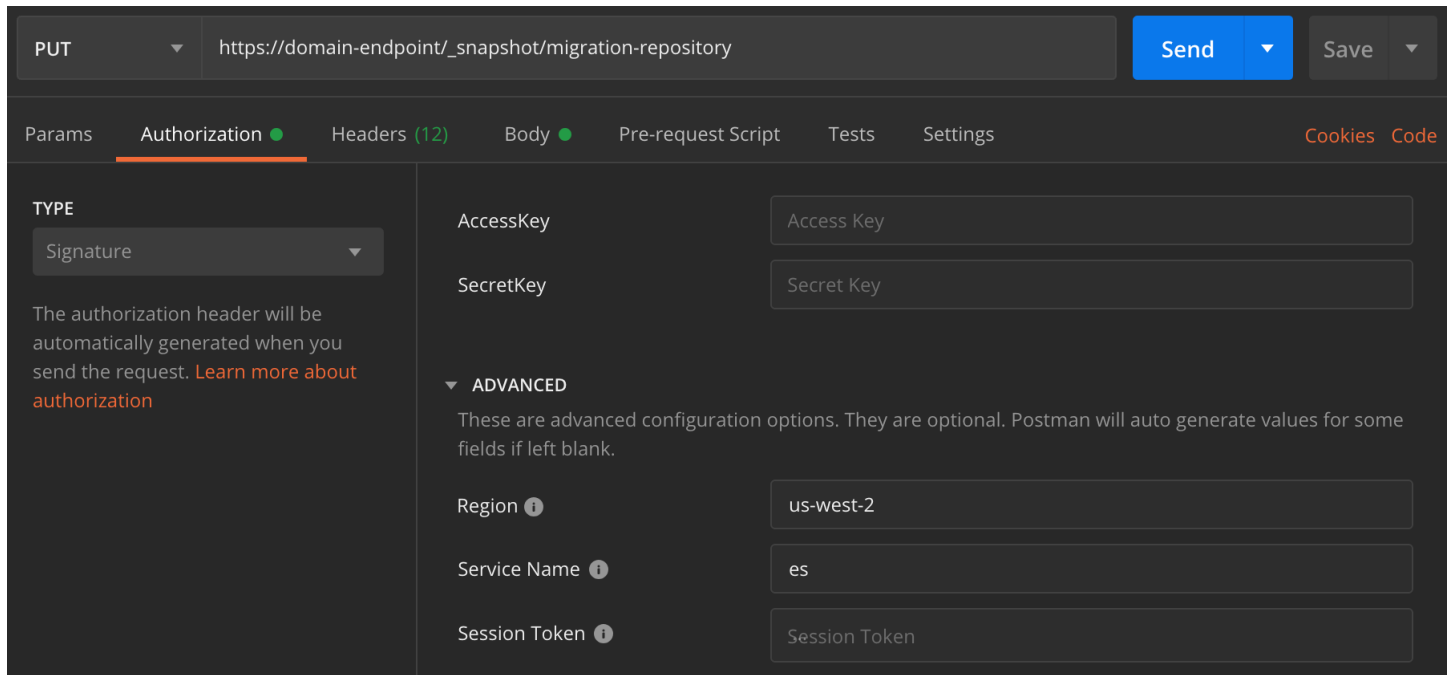 PUT https://domain-endpoint/_snapshot/migration-repository Send Save
Params Authorization Headers (12) Body Pre-request Script Tests Settings Cookies Code
TYPE
Signature
The authorization header will be
automatically generated when you
send the request. Learn more about
authorization
AccessKey Access Key
SecretKey Secret Key
ADVANCED
These are advanced configuration options. They are optional. Postman will auto generate values for some
fields if left blank.
Region us-west-2
Service Name es
Session Token Session Token